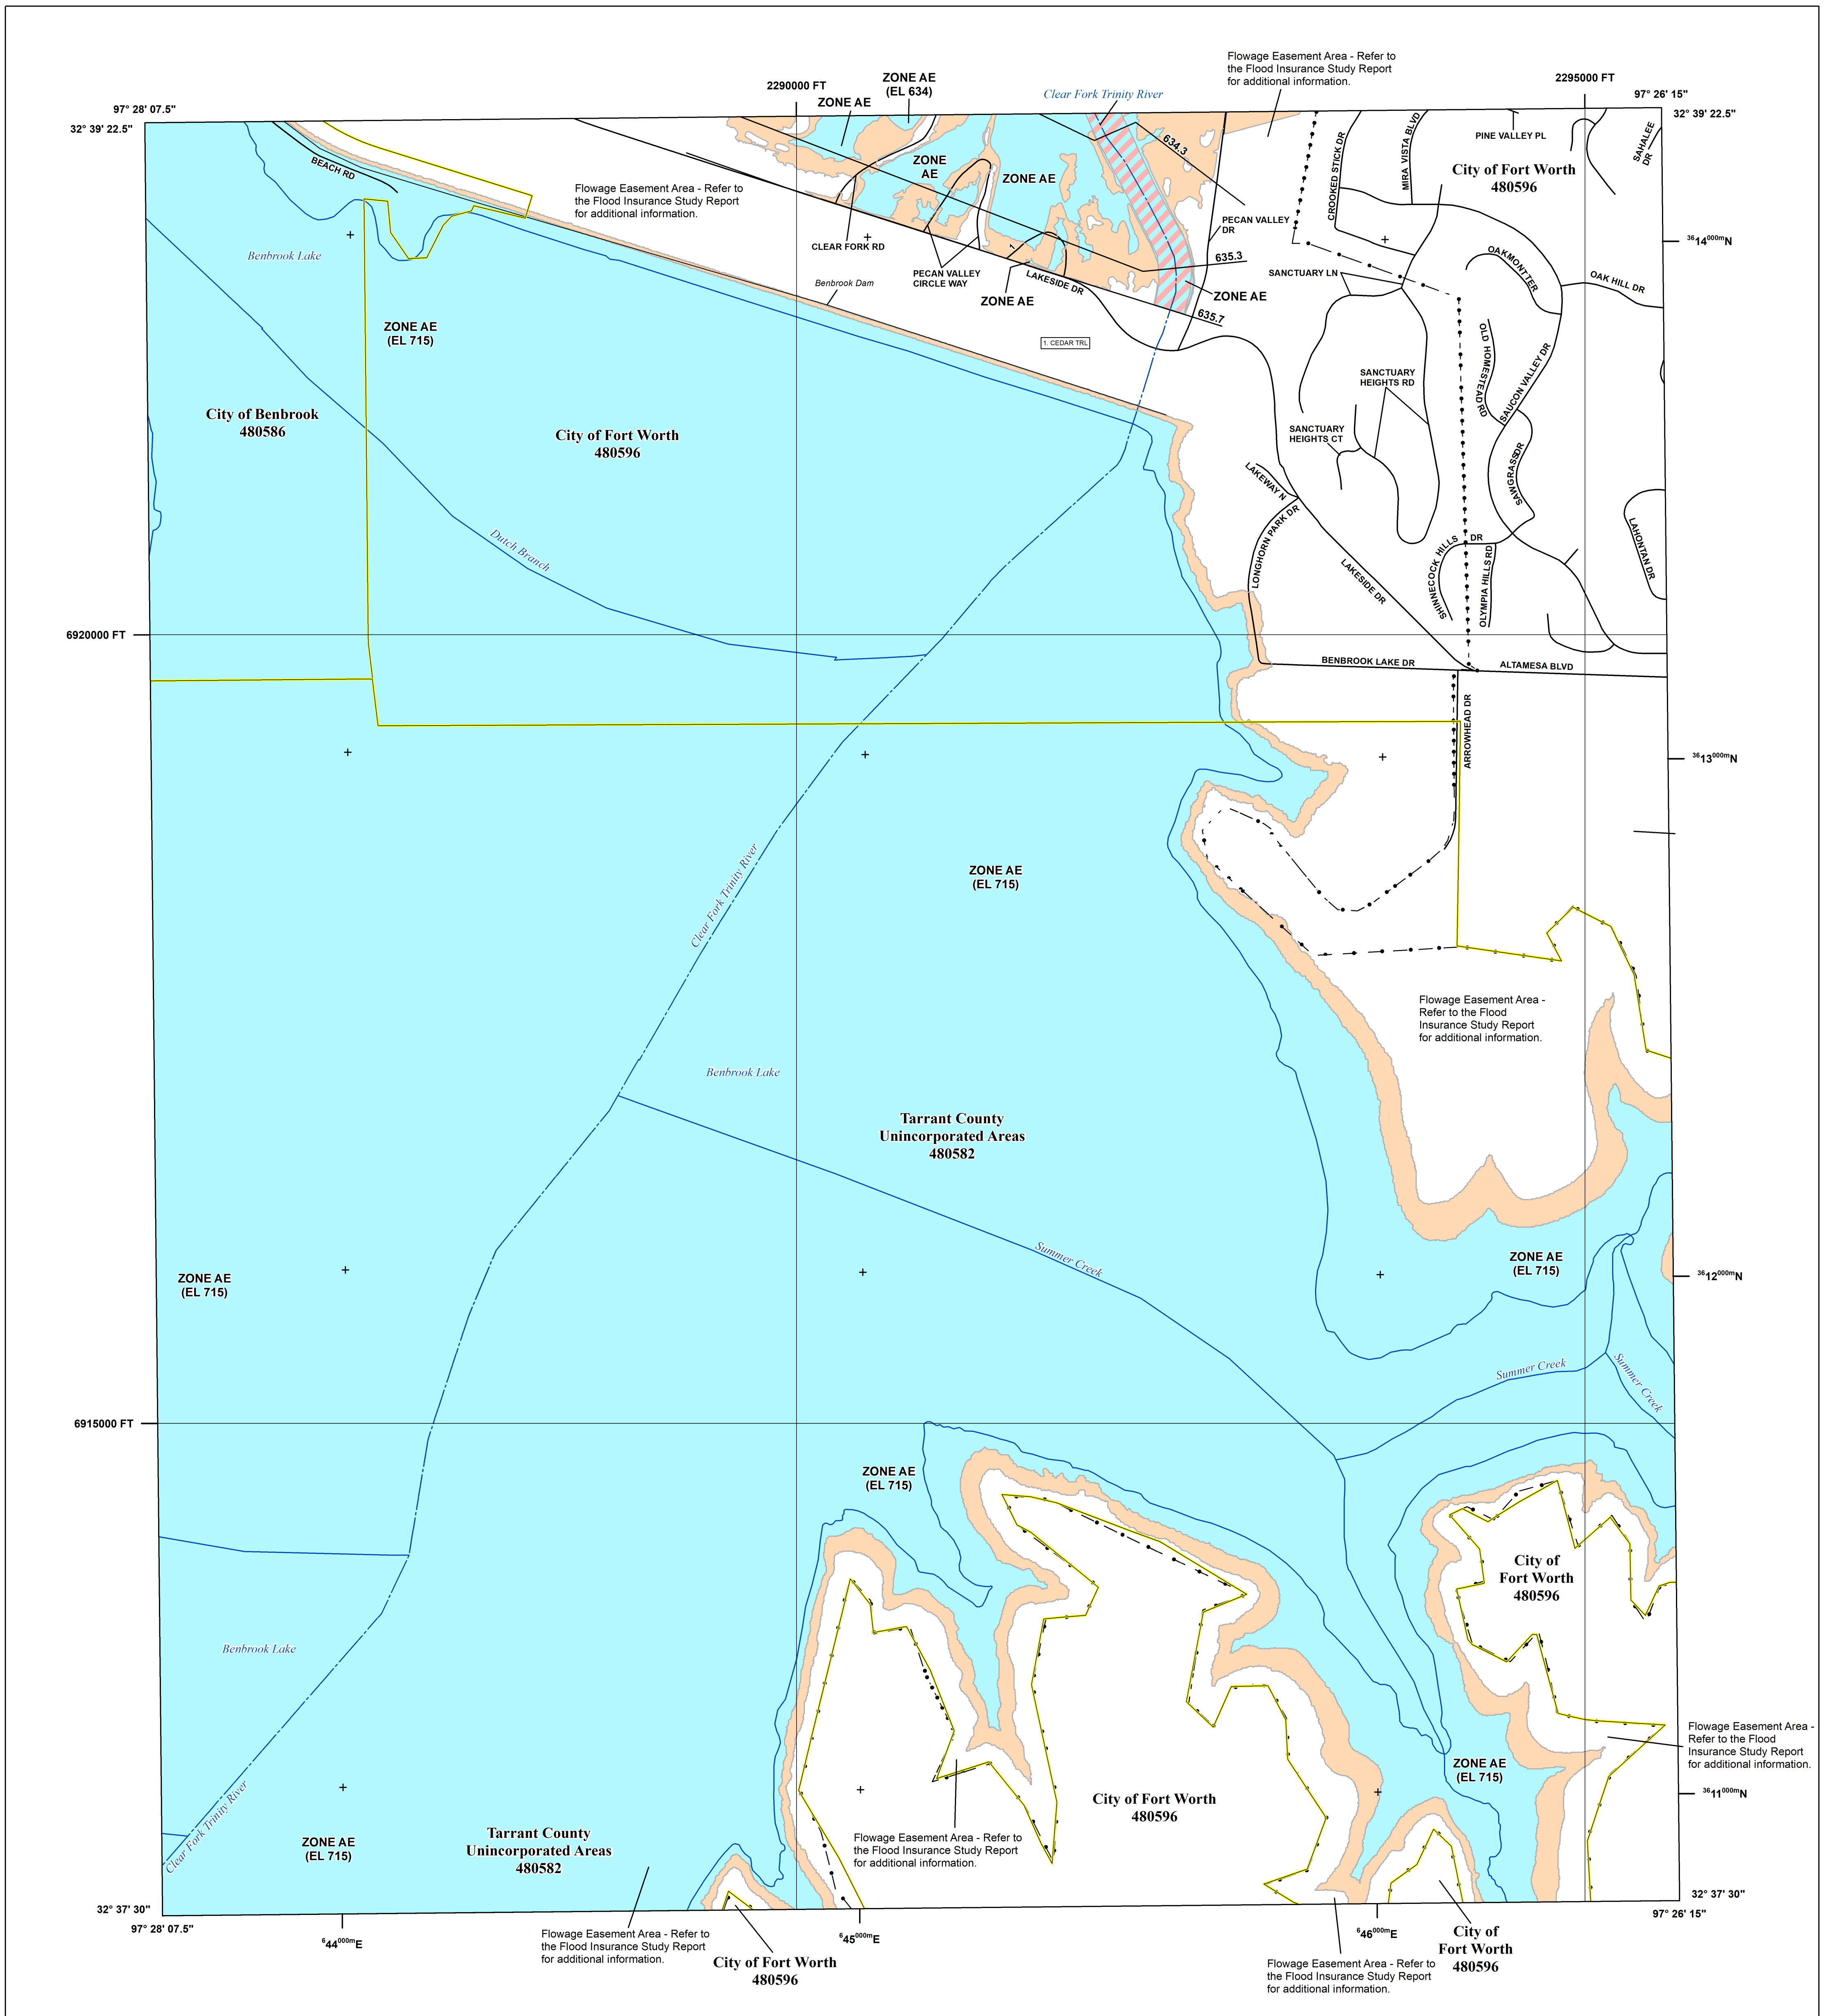 Flowage Easement Area - Refer to
the Flood Insurance Study Report
for additional information.
97° 28' 07.5"
32° 39' 22.5"
2290000 FT
ZONE AE
(EL 634)
ZONE AE
Clear Fork Trinity River
2295000 FT
97° 26' 15"
32° 39' 22.5"
BEACH RD
Flowage Easement Area - Refer to
the Flood Insurance Study Report
for additional information.
ZONE
AE
ZONE AE
634.3
CROOKED STICK DR
MIRA VISTA BLVD
PINE VALLEY PL
SAHALEE
DR
City of Fort Worth
480596
PECAN VALLEY
DR
CLEAR FORK RD
PECAN VALLEY
CIRCLE WAY
1
LAKESIDE DR
635.3
ZONE AE
ZONE AE
635.7
SANCTUARY LN
OAKMONTTER
OAK HILL DR
3614000mN
Benbrook Lake
Benbrook Dam
1. CEDAR TRL
ZONE AE
(EL 715)
City of Benbrook
480586
City of Fort Worth
480596
SANCTUARY
HEIGHTS RD
OLD HOMESTEAD RD
SAUCON VALLEY DR
SANCTUARY
HEIGHTS CT
SAWGRASS DR
LAKEWAY N
LONGHORN PARK DR
LAKESIDE DR
SHINNECOCK HILLS DR
OLYMPIA HILLS RD
LAHONTAN DR
Dutch Branch
6920000 FT
BENBROOK LAKE DR
ALTAMESA BLVD
ARROWHEAD DR
3613000mN
Clear Fork Trinity River
ZONE AE
(EL 715)
Flowage Easement Area -
Refer to the Flood
Insurance Study Report
for additional information.
Benbrook Lake
Tarrant County
Unincorporated Areas
480582
Summer Creek
ZONE AE
(EL 715)
ZONE AE
(EL 715)
3612000mN
Summer Creek
Summer Creek
6915000 FT
ZONE AE
(EL 715)
City of
Fort Worth
480596
Benbrook Lake
Flowage Easement Area -
Refer to the Flood
Insurance Study Report
for additional information.
ZONE AE
(EL 715)
3611000mN
City of Fort Worth
480596
Clear Fork Trinity River
ZONE AE
(EL 715)
Tarrant County
Unincorporated Areas
480582
Flowage Easement Area - Refer to
the Flood Insurance Study Report
for additional information.
32° 37' 30"
97° 28' 07.5"
32° 37' 30"
97° 26' 15"
644000mE
Flowage Easement Area - Refer to
the Flood Insurance Study Report
for additional information.
City of Fort Worth
480596
645000mE
646000mE
City of
Fort Worth
480596
Flowage Easement Area - Refer to
the Flood Insurance Study Report
for additional information.